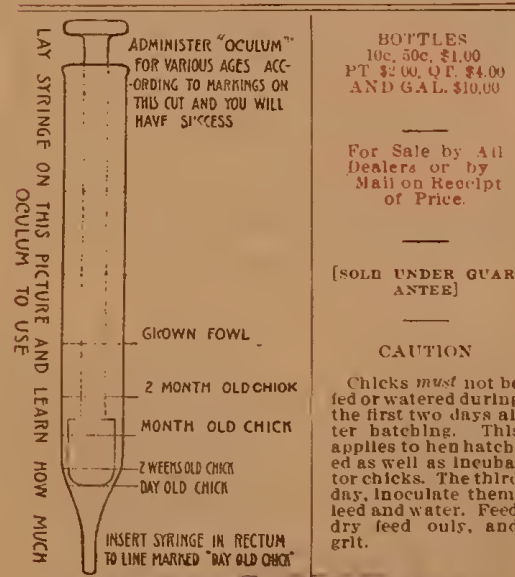 LAY SYRINGE ON THIS PICTURE AND LEARN HOW MUCH
OCULUM TO USE
ADMINISTER "OCULUM"
FOR VARIOUS AGES ACC-
-ORDING TO MARKINGS ON
THIS CUT AND YOU WILL
HAVE SUCCESS
GROWN FOWL
2 MONTH OLD CHICK
MONTH OLD CHICK
2 WEEKS OLD CHICK
DAY OLD CHICK
INSERT SYRINGE IN RECTUM
TO LINE MARKED "DAY OLD CHICK"
BOTTLES
10c, 50c, $1.00
PT $2.00, QT. $4.00
AND GAL. $10.00
For Sale by All
Dealers or by
Mail on Receipt
of Price.
[SOLD UNDER GUAR
ANTEE]
CAUTION
Chicks must not be
fed or watered during
the first two days af
ter hatching. This
applies to hen hatch
ed as well as incuba
tor chicks. The third
day, inoculate them,
feed and water. Feed
dry feed only, and
grit.